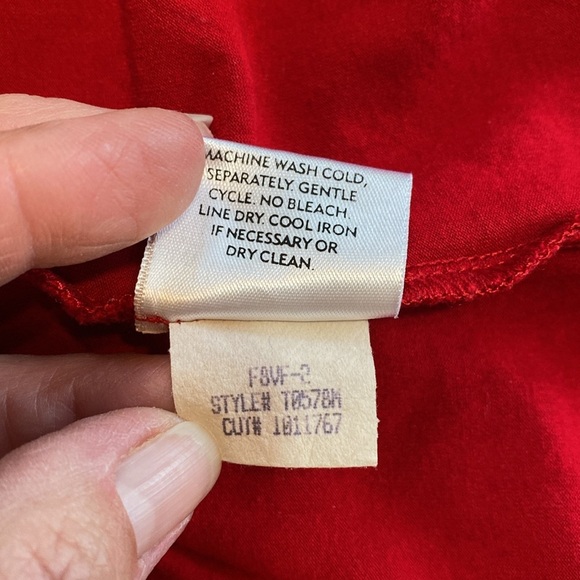 MACHINE WASH COLD,
SEPARATELY. GENTLE
CYCLE. NO BLEACH.
LINE DRY. COOL IRON
IF NECESSARY OR
DRY CLEAN.
F8VF-2
STYLE# T0578M
CUT# 1011767